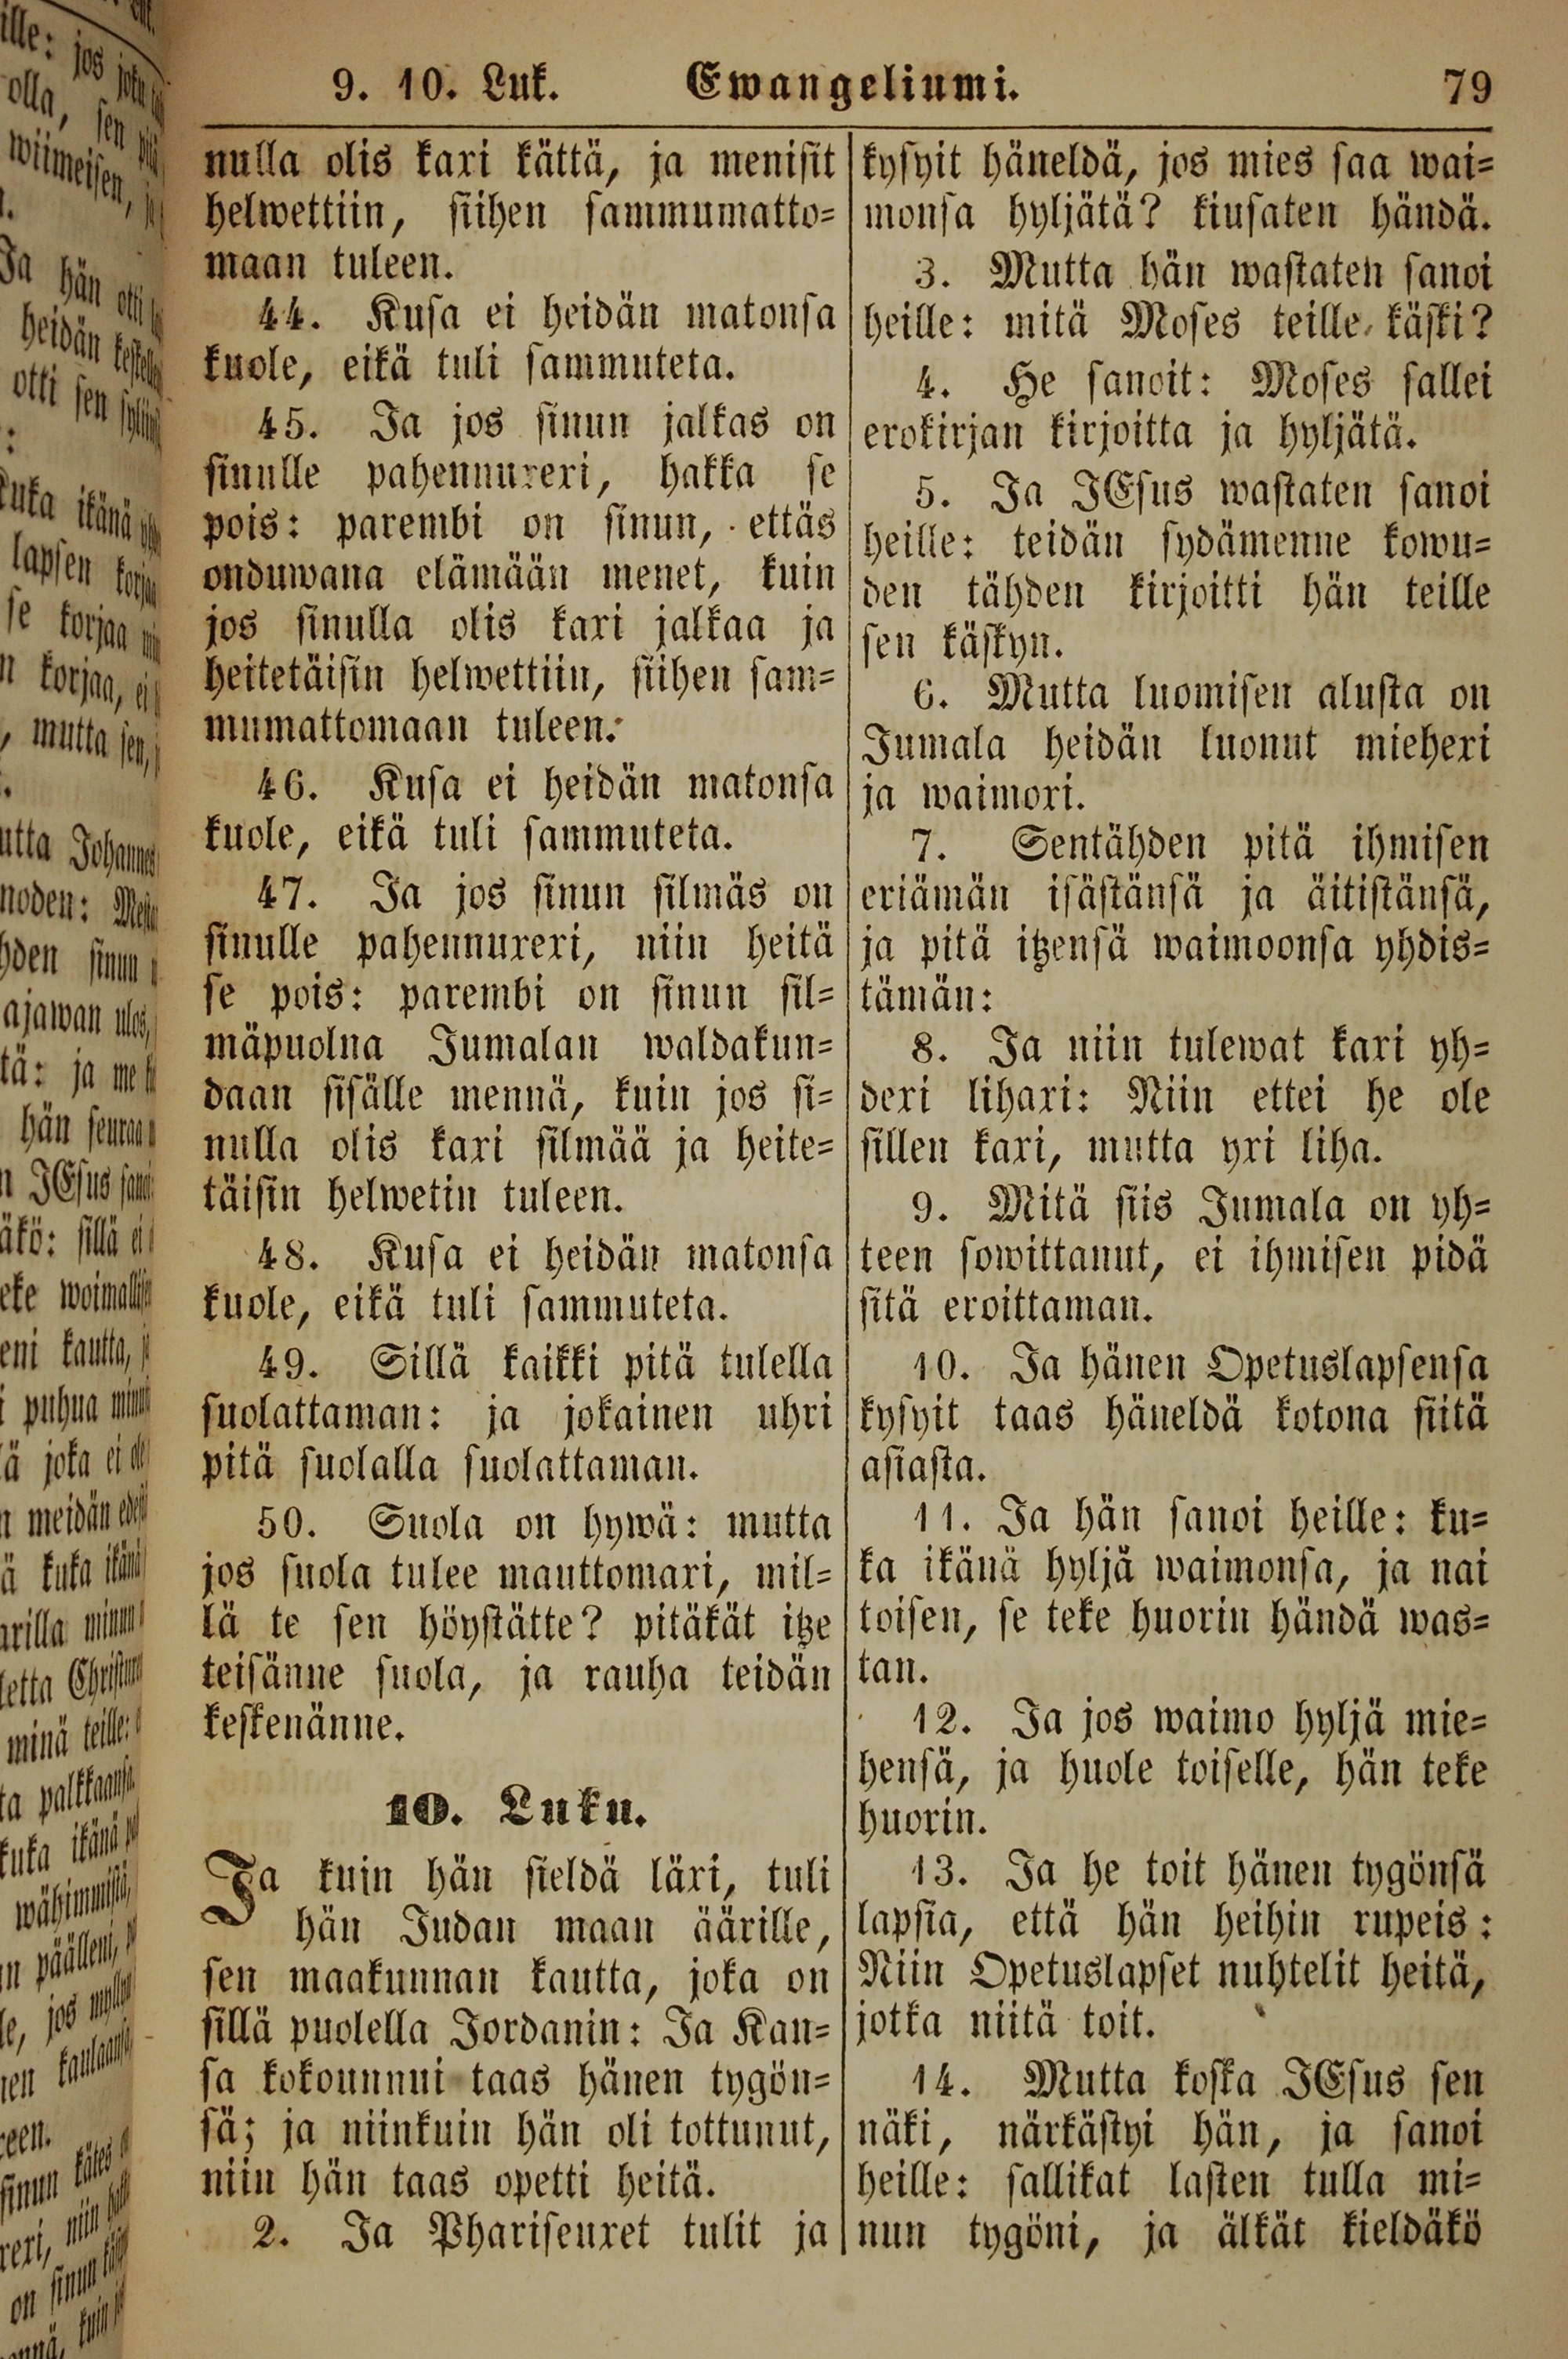 9. 10. Luk. Ewangeliumi. 79
nulla olis kaxi kättä, ja menisit
helwettiin, siihen sammumatto-
maan tuleen.
44. Kusa ei heidän matonsa
kuole, eikä tuli sammuteta.
45. Ja jos sinun jalkas on
sinulle pahennuxexi, hakka se
pois: parembi on sinun, ettäs
onduwana elämään menet, kuin
jos sinulla olis kaxi jalkaa ja
heitetäisin helwettiin, siihen sam-
mumattomaan tuleen.
46. Kusa ei heidän matonsa
kuole, eikä tuli sammuteta.
47. Ja jos sinun silmäs on
sinulle pahennuxexi, niin heitä
se pois: parembi on sinun sil-
mäpuolna Jumalan waldakun-
daan sisälle mennä, kuin jos si-
nulla olis kaxi silmää ja heite-
täisin helwetin tuleen.
48. Kusa ei heidän matonsa
kuole, eikä tuli sammuteta.
49. Sillä kaikki pitä tulella
suolattaman: ja jokainen uhri
pitä suolalla suolattaman.
50. Suola on hywä: mutta
jos suola tulee mauttomaxi, mil-
lä te sen höystätte? pitäkät itze
teisänne suola, ja rauha teidän
keskenänne.
10. Luku.
Ja kuin hän sieldä läxi, tuli
hän Judan maan äärille,
sen maakunnan kautta, joka on
sillä puolella Jordanin: Ja Kan-
sa kokounnui taas hänen tygön-
sä; ja niinkuin hän oli tottunut,
niin hän taas opetti heitä.
2. Ja Phariseuxet tulit ja
kysyit häneldä, jos mies saa wai-
monsa hyljätä? kiusaten händä.
3. Mutta hän wastaten sanoi
heille: mitä Moses teille käski?
4. He sanoit: Moses sallei
erokirjan kirjoitta ja hyljätä.
5. Ja JEsus wastaten sanoi
heille: teidän sydämenne kowu-
den tähden kirjoitti hän teille
sen käskyn.
6. Mutta luomisen alusta on
Jumala heidän luonut miehexi
ja waimoxi.
7. Sentähden pitä ihmisen
eriämän isästänsä ja äitistänsä,
ja pitä itzensä waimoonsa yhdis-
tämän:
8. Ja niin tulewat kaxi yh-
dexi lihaxi: Niin ettei he ole
sillen kaxi, mutta yxi liha.
9. Mitä siis Jumala on yh-
teen sowittanut, ei ihmisen pidä
sitä eroittaman.
10. Ja hänen Opetuslapsensa
kysyit taas häneldä kotona siitä
asiasta.
11. Ja hän sanoi heille: ku-
ka ikänä hyljä waimonsa, ja nai
toisen, se teke huorin händä was-
tan.
12. Ja jos waimo hyljä mie-
hensä, ja huole toiselle, hän teke
huorin.
13. Ja he toit hänen tygönsä
lapsia, että hän heihin rupeis:
Niin Opetuslapset nuhtelit heitä,
jotka niitä toit.
14. Mutta koska JEsus sen
näki, närkästyi hän, ja sanoi
heille: sallikat lasten tulla mi-
nun tygöni, ja älkät kieldäkö